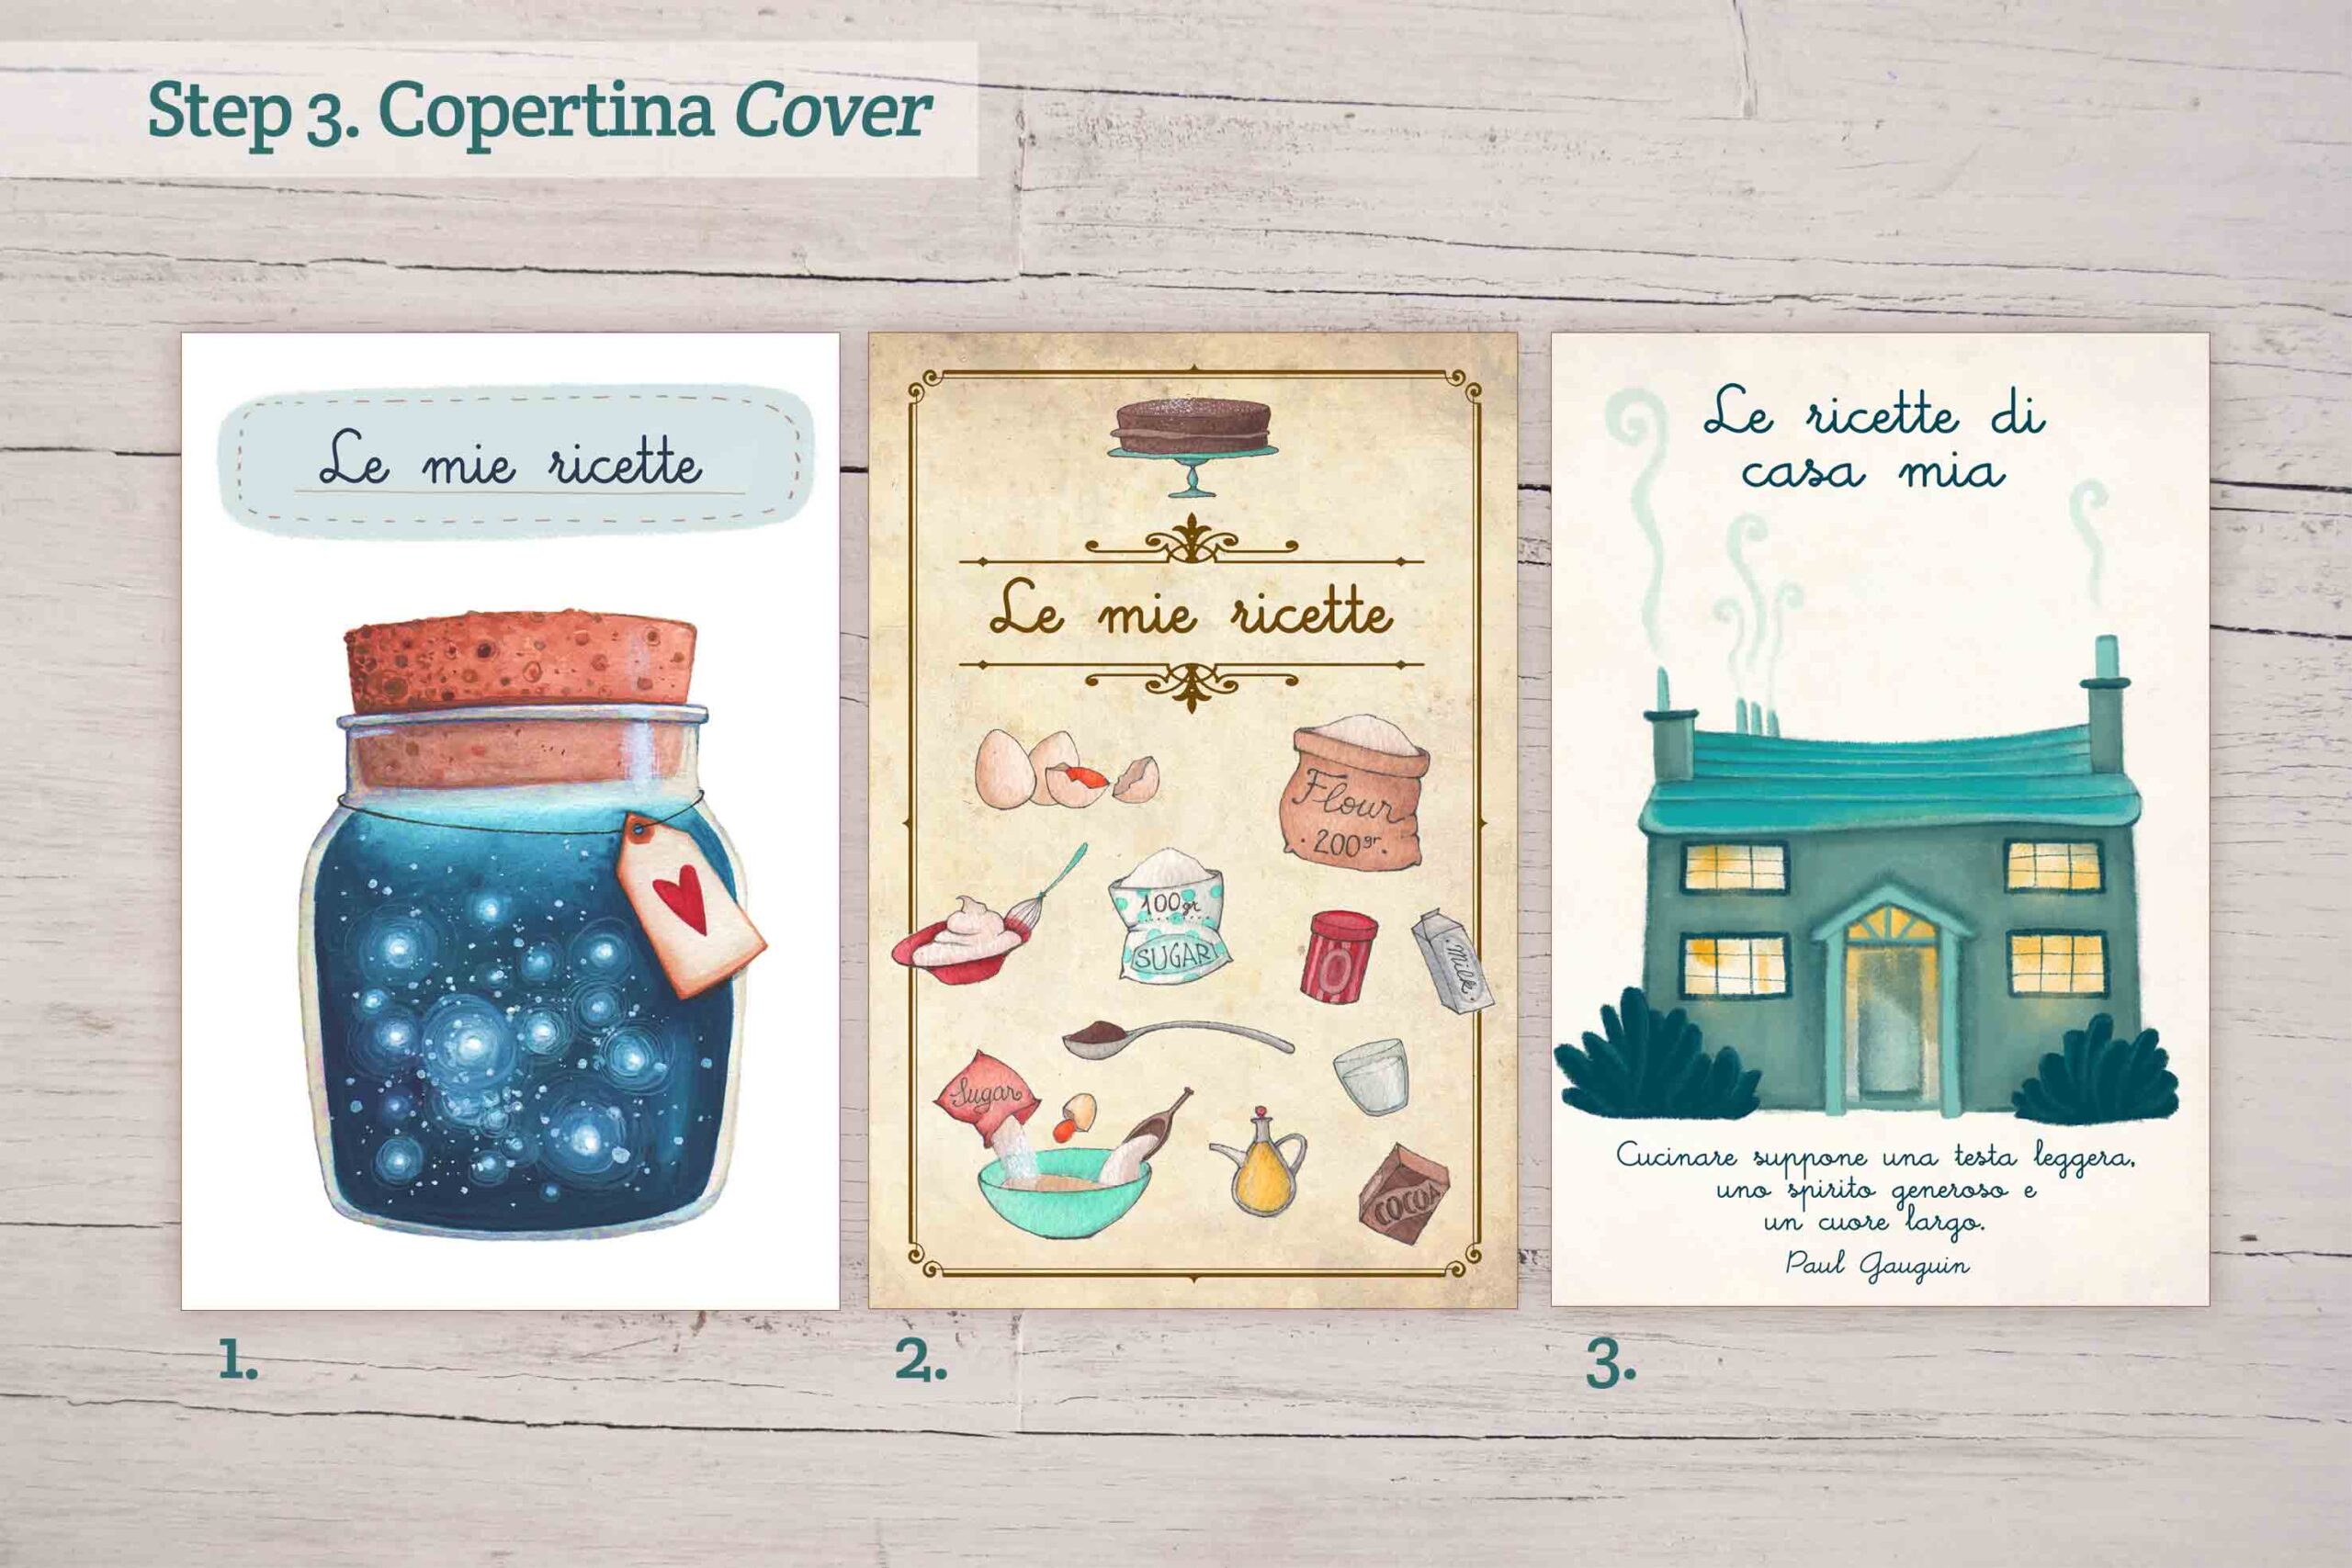 Step 3. Copertina Cover
Le mie ricette
Le mie ricette
Flour
200gr.
100gr
SUGAR
Milk
Sugar
COCOA
Le ricette di
casa mia
Cucinare suppone una testa leggera,
uno spirito generoso e
un cuore largo.
Paul Gauguin
1.
2.
3.